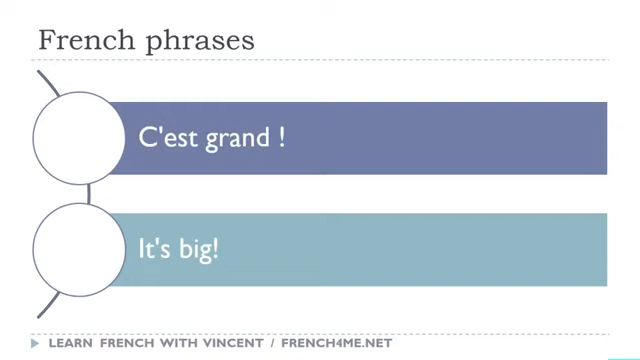 French phrases
C'est grand !
It's big!
LEARN FRENCH WITH VINCENT / FRENCH4ME.NET